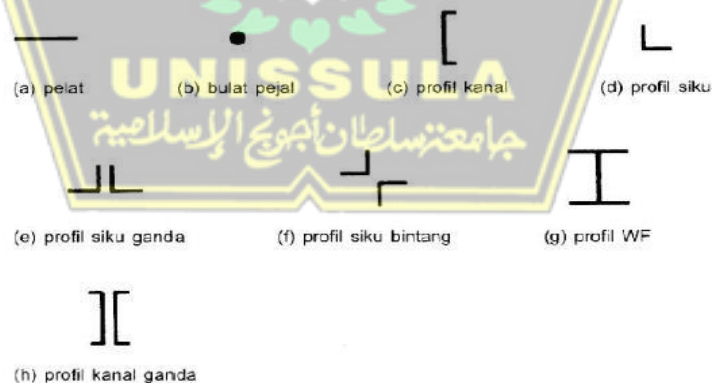 (a) pelat (b) bulat pejal (c) profil kanal (d) profil siku
UNISSULA
جامعتنسلطان أجونج الإسلامية
(e) profil siku ganda (f) profil siku bintang (g) profil WF
(h) profil kanal ganda